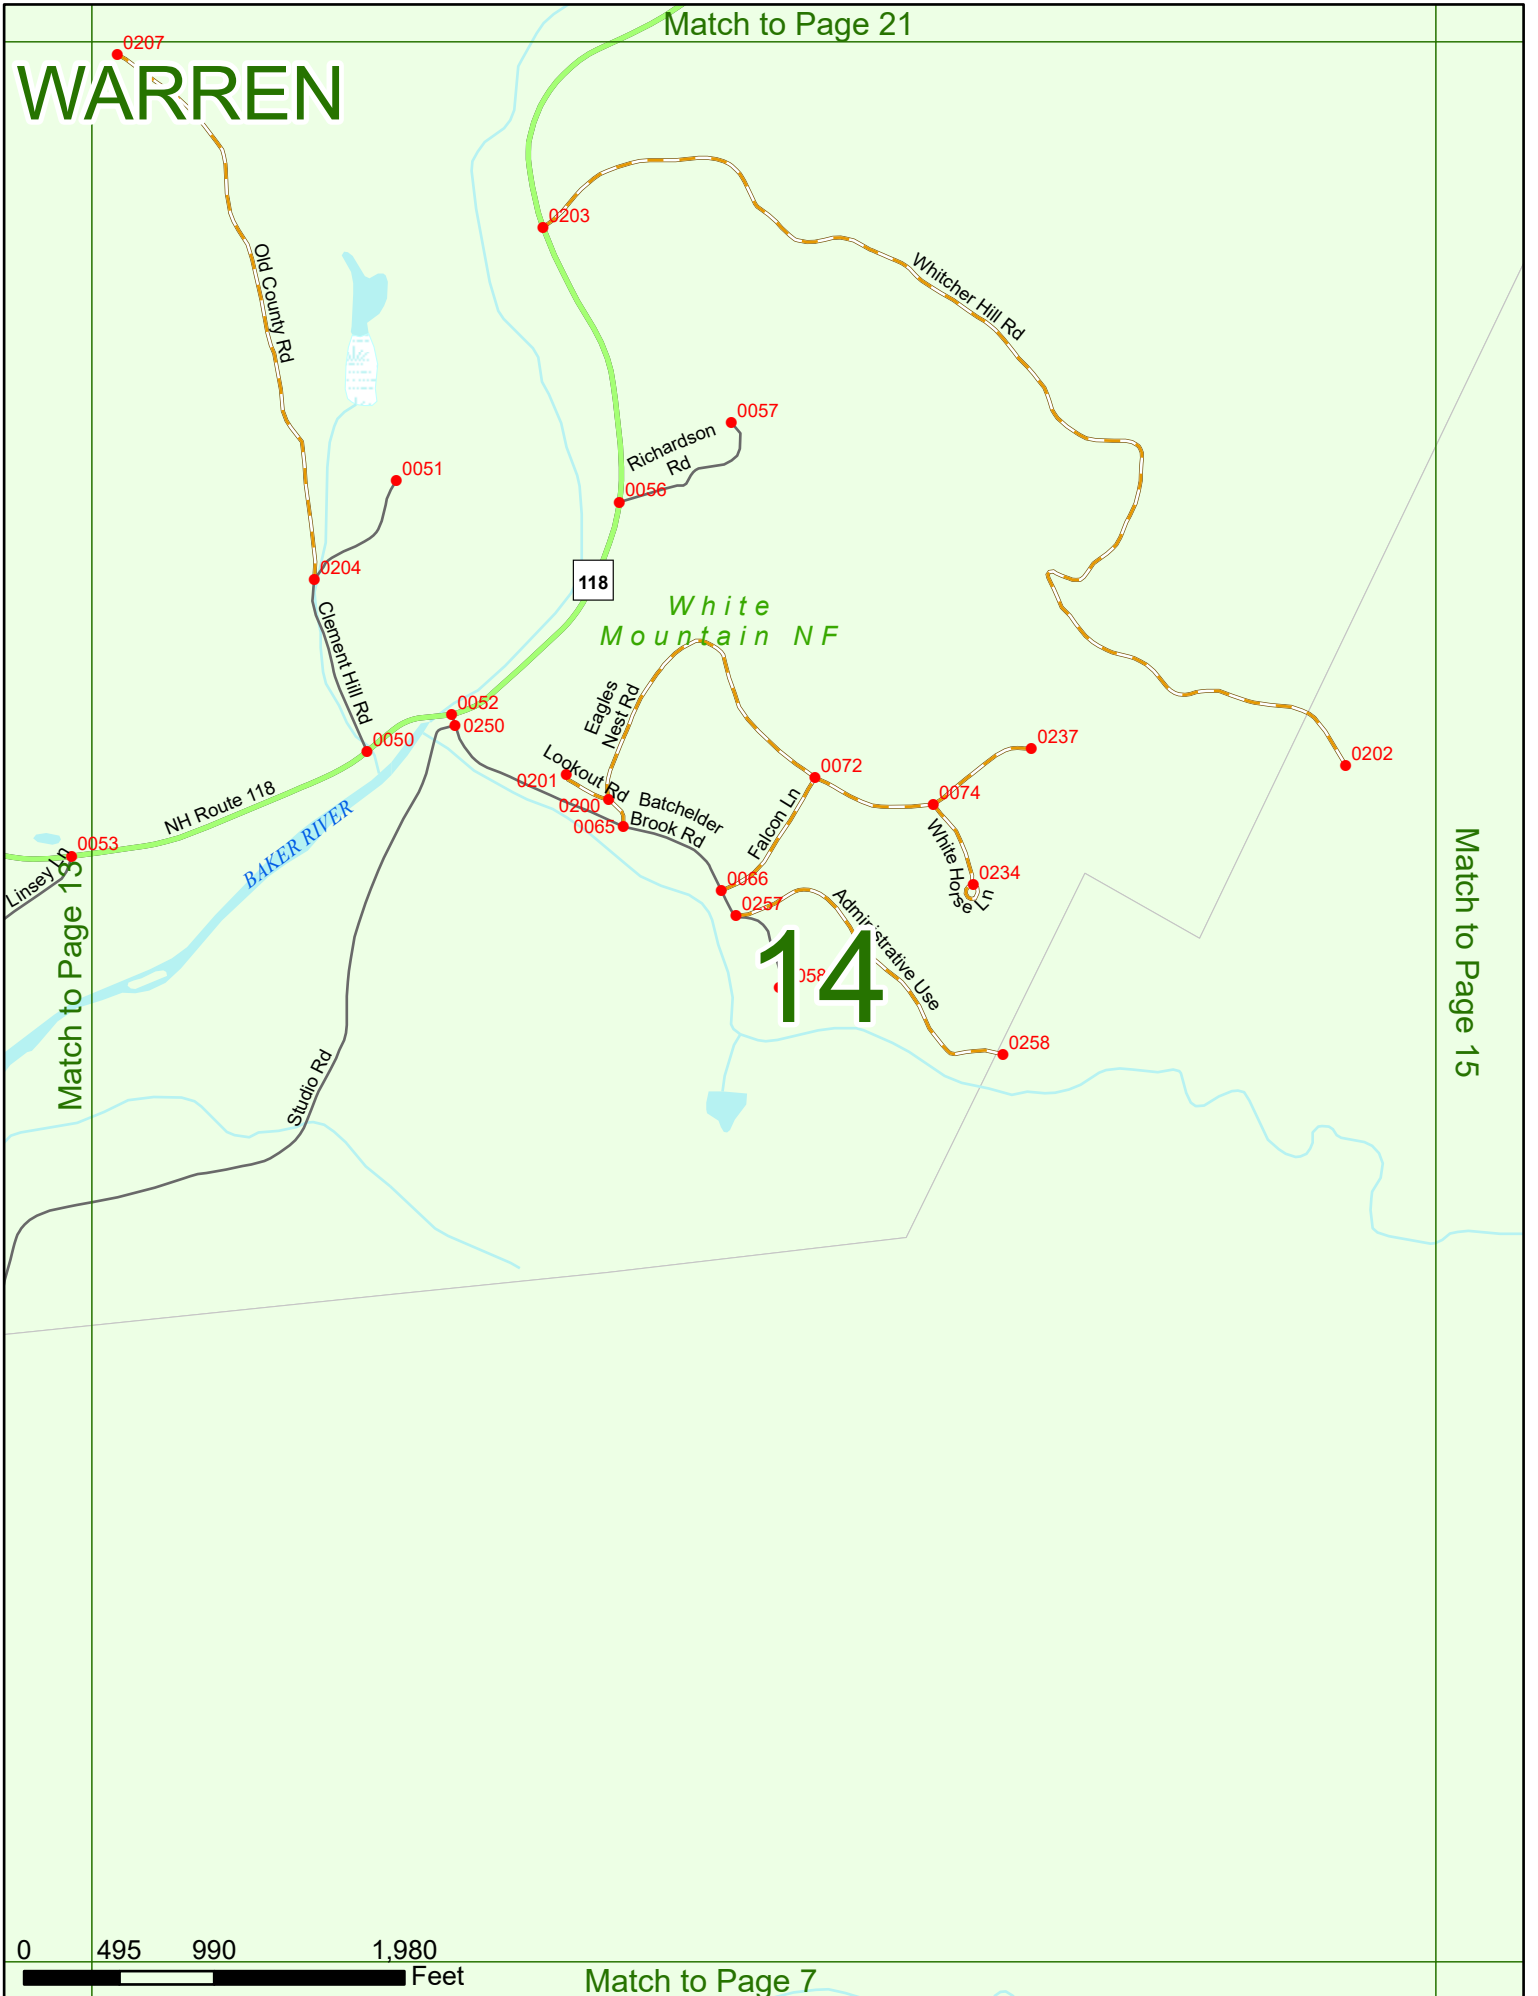 Match to Page 21
0207
WARREN
0203
Old County Rd
Whitcher Hill Rd
0057
Richardson
Rd
0051
0056
0204
118
White
Mountain NF
Clement Hill Rd
Eagles
Nest Rd
0052
0250
0050
0237
0202
Lookout Rd
0201
0072
0200
Batchelder
Brook Rd
0065
Falcon Ln
0074
NH Route 118
BAKER RIVER
White Horse
Ln
0053
Linsey Ln
Match to Page 13
0066
0234
0257
Administrative Use
14
Match to Page 15
0258
Studio Rd
0
495
990
1,980
Feet
Match to Page 7